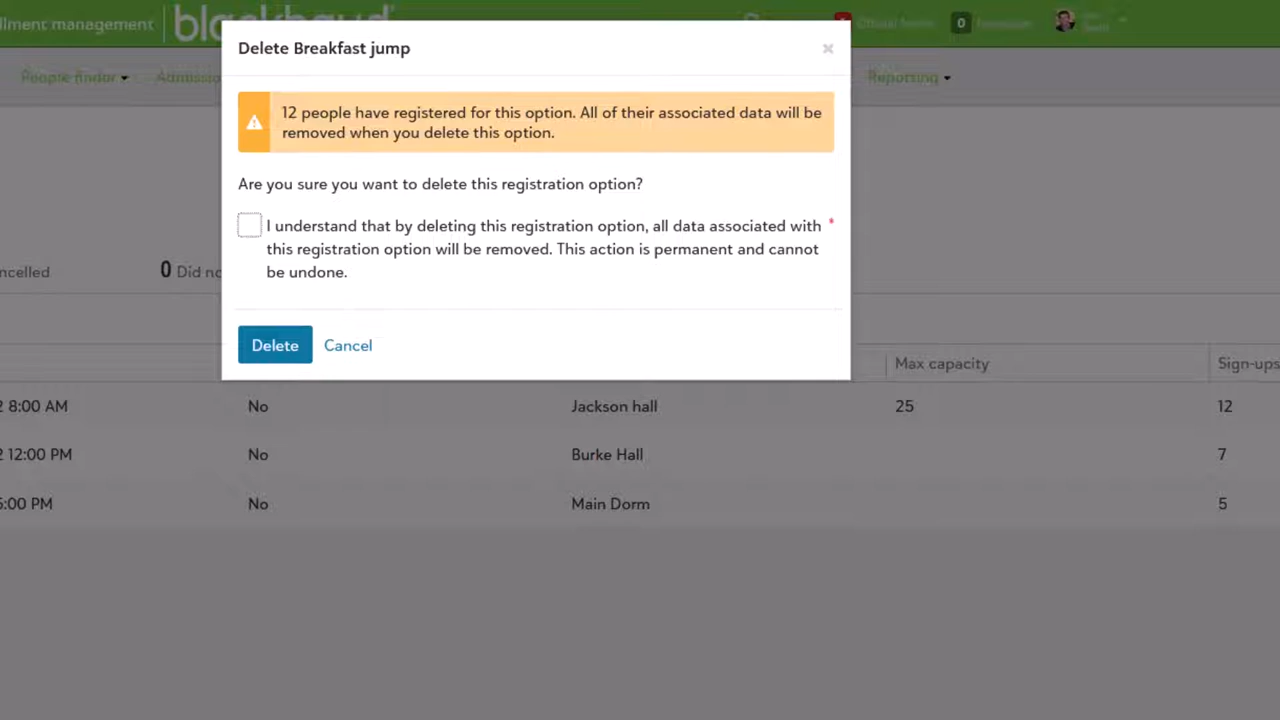 llment management
blackbaud
0
People finder
Reporting
Delete Breakfast jump
12 people have registered for this option. All of their associated data will be
removed when you delete this option.
Are you sure you want to delete this registration option?
I understand that by deleting this registration option, all data associated with *
this registration option will be removed. This action is permanent and cannot
be undone.
Delete Cancel
ncelled 0 Did no
Max capacity Sign-ups
2 8:00 AM No Jackson hall 25 12
2 12:00 PM No Burke Hall 7
5:00 PM No Main Dorm 5